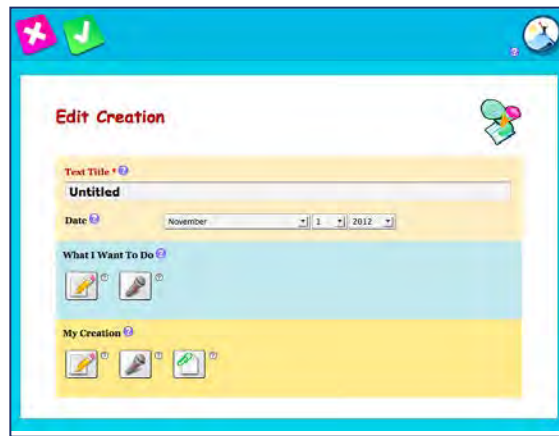 Edit Creation
Text Title *
Untitled
Date November 1 2012
What I Want To Do
My Creation